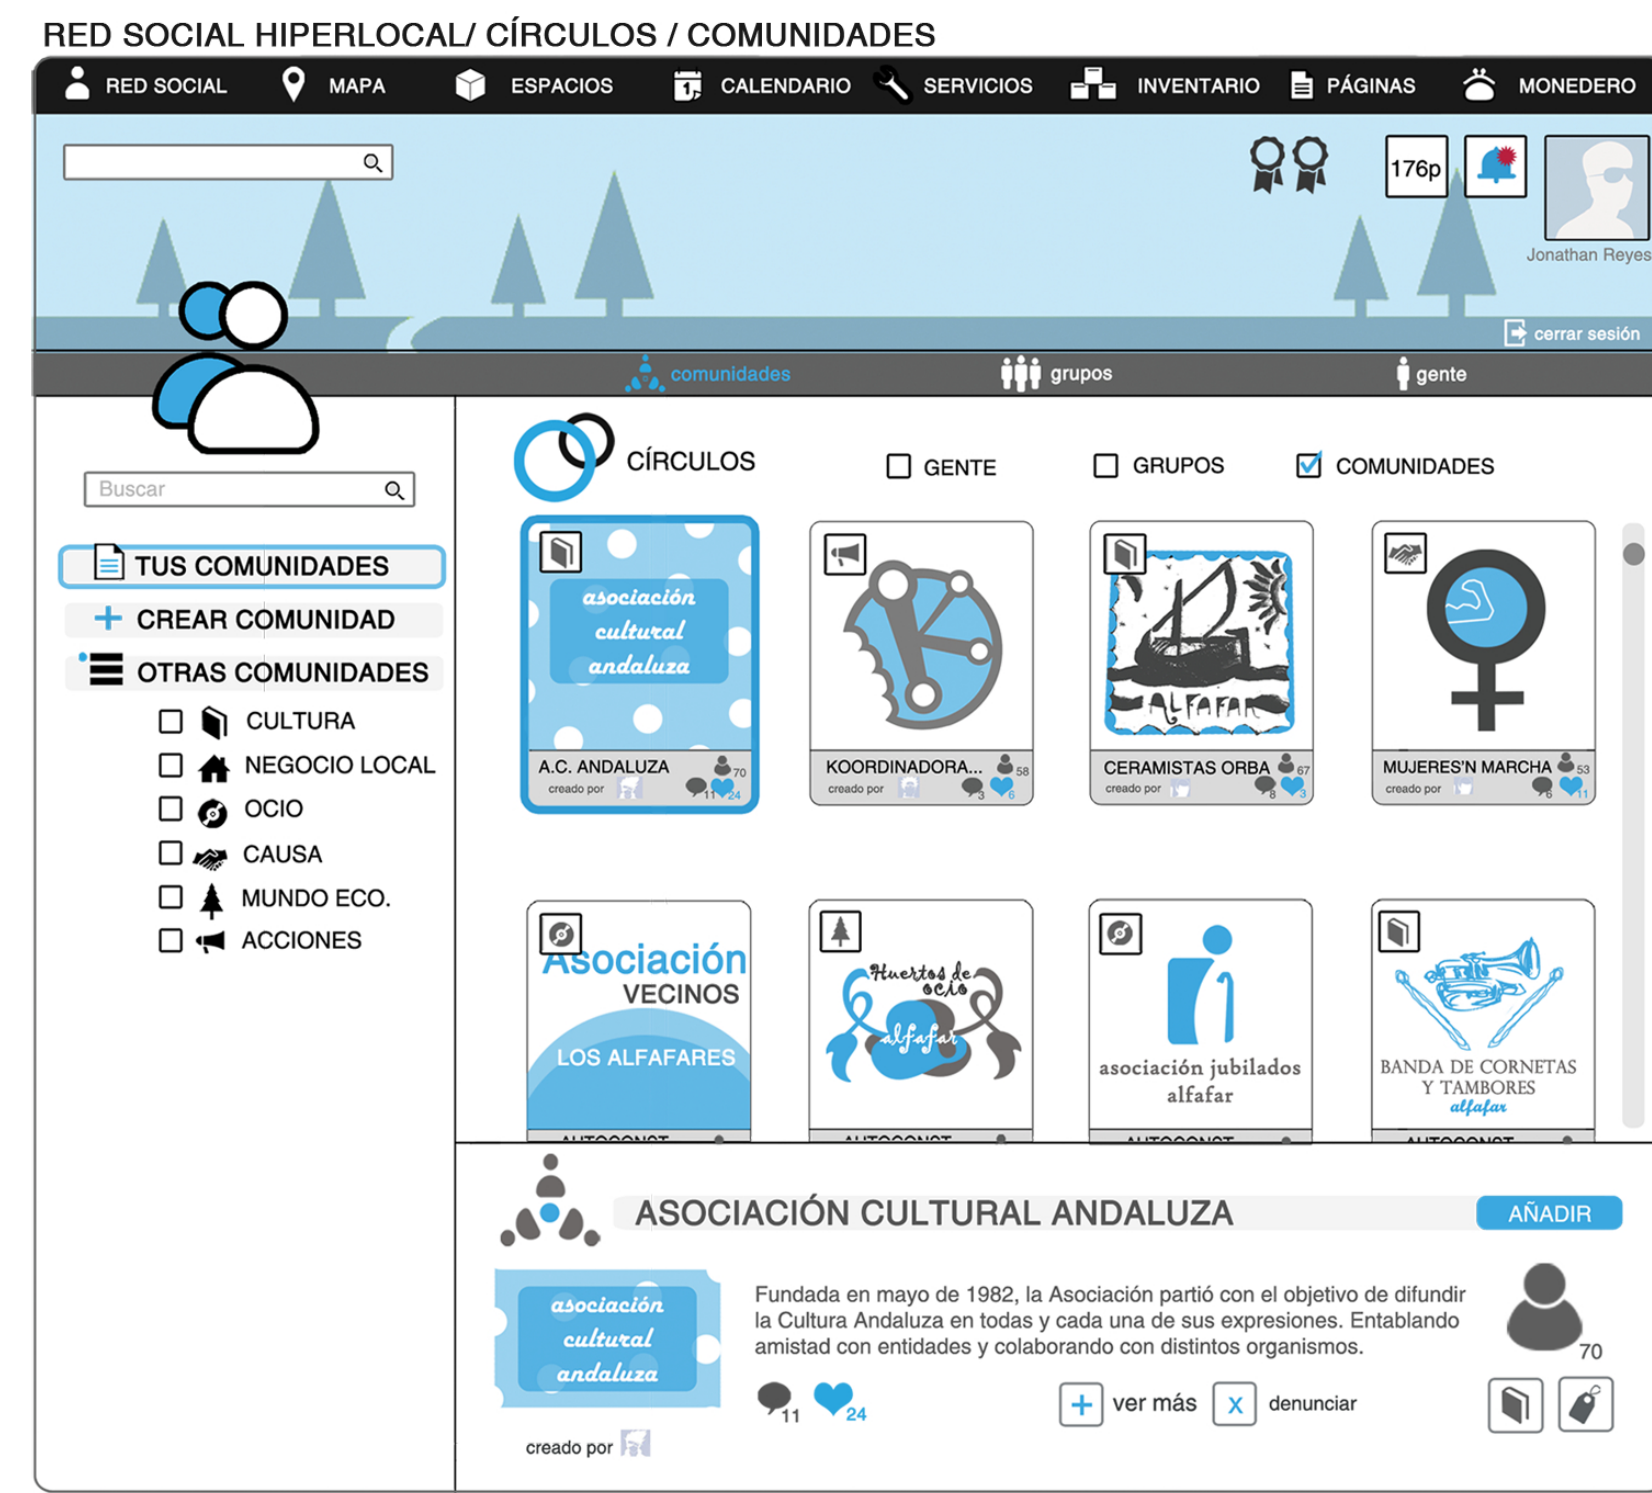 RED SOCIAL HIPERLOCAL/ CÍRCULOS / COMUNIDADES
RED SOCIAL
MAPA
ESPACIOS
1
CALENDARIO
SERVICIOS
INVENTARIO
PÁGINAS
MONEDERO
176p
Jonathan Reyes
cerrar sesión
comunidades
grupos
gente
Buscar
TUS COMUNIDADES
CREAR COMUNIDAD
OTRAS COMUNIDADES
CULTURA
NEGOCIO LOCAL
OCIO
CAUSA
MUNDO ECO.
ACCIONES
CÍRCULOS
GENTE
GRUPOS
COMUNIDADES
asociación
cultural
andaluza
A.C. ANDALUZA
70
creado por
11
24
K
KOORDINADORA...
58
creado por
3
6
ALFAFAR
CERAMISTAS ORBA
67
creado por
8
3
MUJERES'N MARCHA
53
creado por
6
11
Asociación
VECINOS
LOS ALFAFARES
AUTOCONST
Huertos de
ocio
alfafar
AUTOCONST
asociación jubilados
alfafar
AUTOCONST
BANDA DE CORNETAS
Y TAMBORES
alfafar
AUTOCONST
ASOCIACIÓN CULTURAL ANDALUZA
AÑADIR
asociación
cultural
andaluza
creado por
Fundada en mayo de 1982, la Asociación partió con el objetivo de difundir
la Cultura Andaluza en todas y cada una de sus expresiones. Entablando
amistad con entidades y colaborando con distintos organismos.
70
11
24
+ ver más
x denunciar